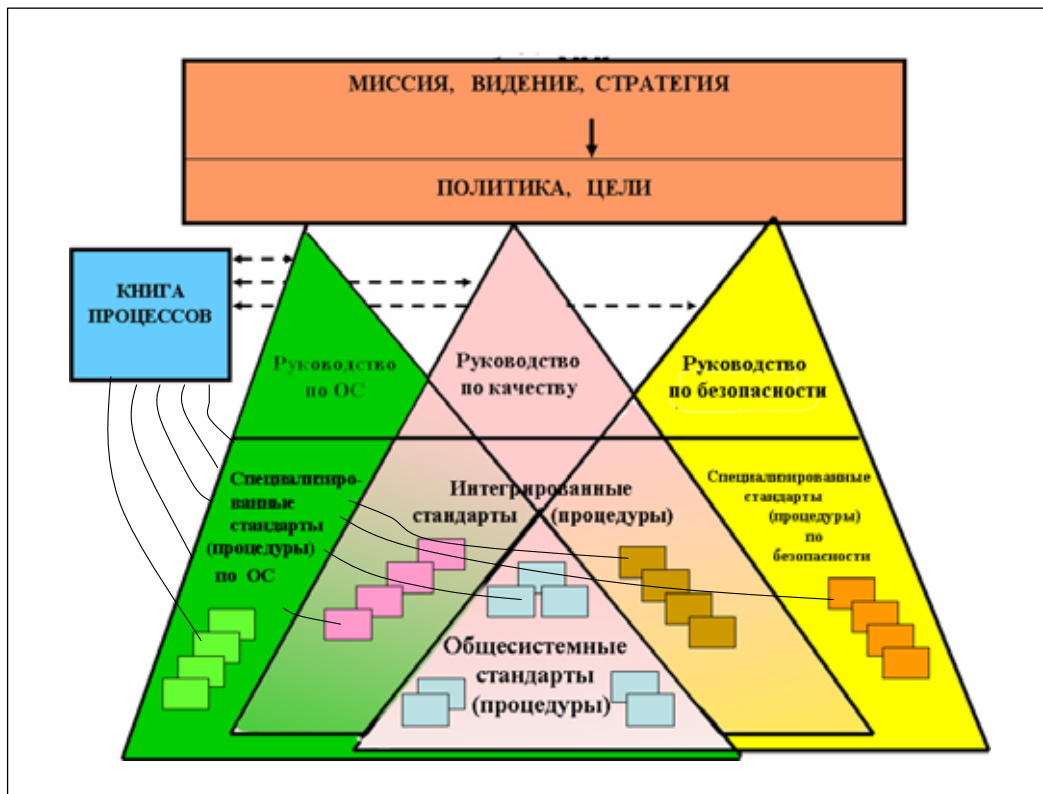 МИССИЯ, ВИДЕНИЕ, СТРАТЕГИЯ
ПОЛИТИКА, ЦЕЛИ
КНИГА
ПРОЦЕССОВ
Руководство
по ОС
Руководство
по качеству
Руководство
по безопасности
Специализиро-
ванные
стандарты
(процедуры)
по ОС
Интегрированные
стандарты (процедуры)
Специализированные
стандарты
(процедуры)
по
безопасности
Общесистемные
стандарты
(процедуры)